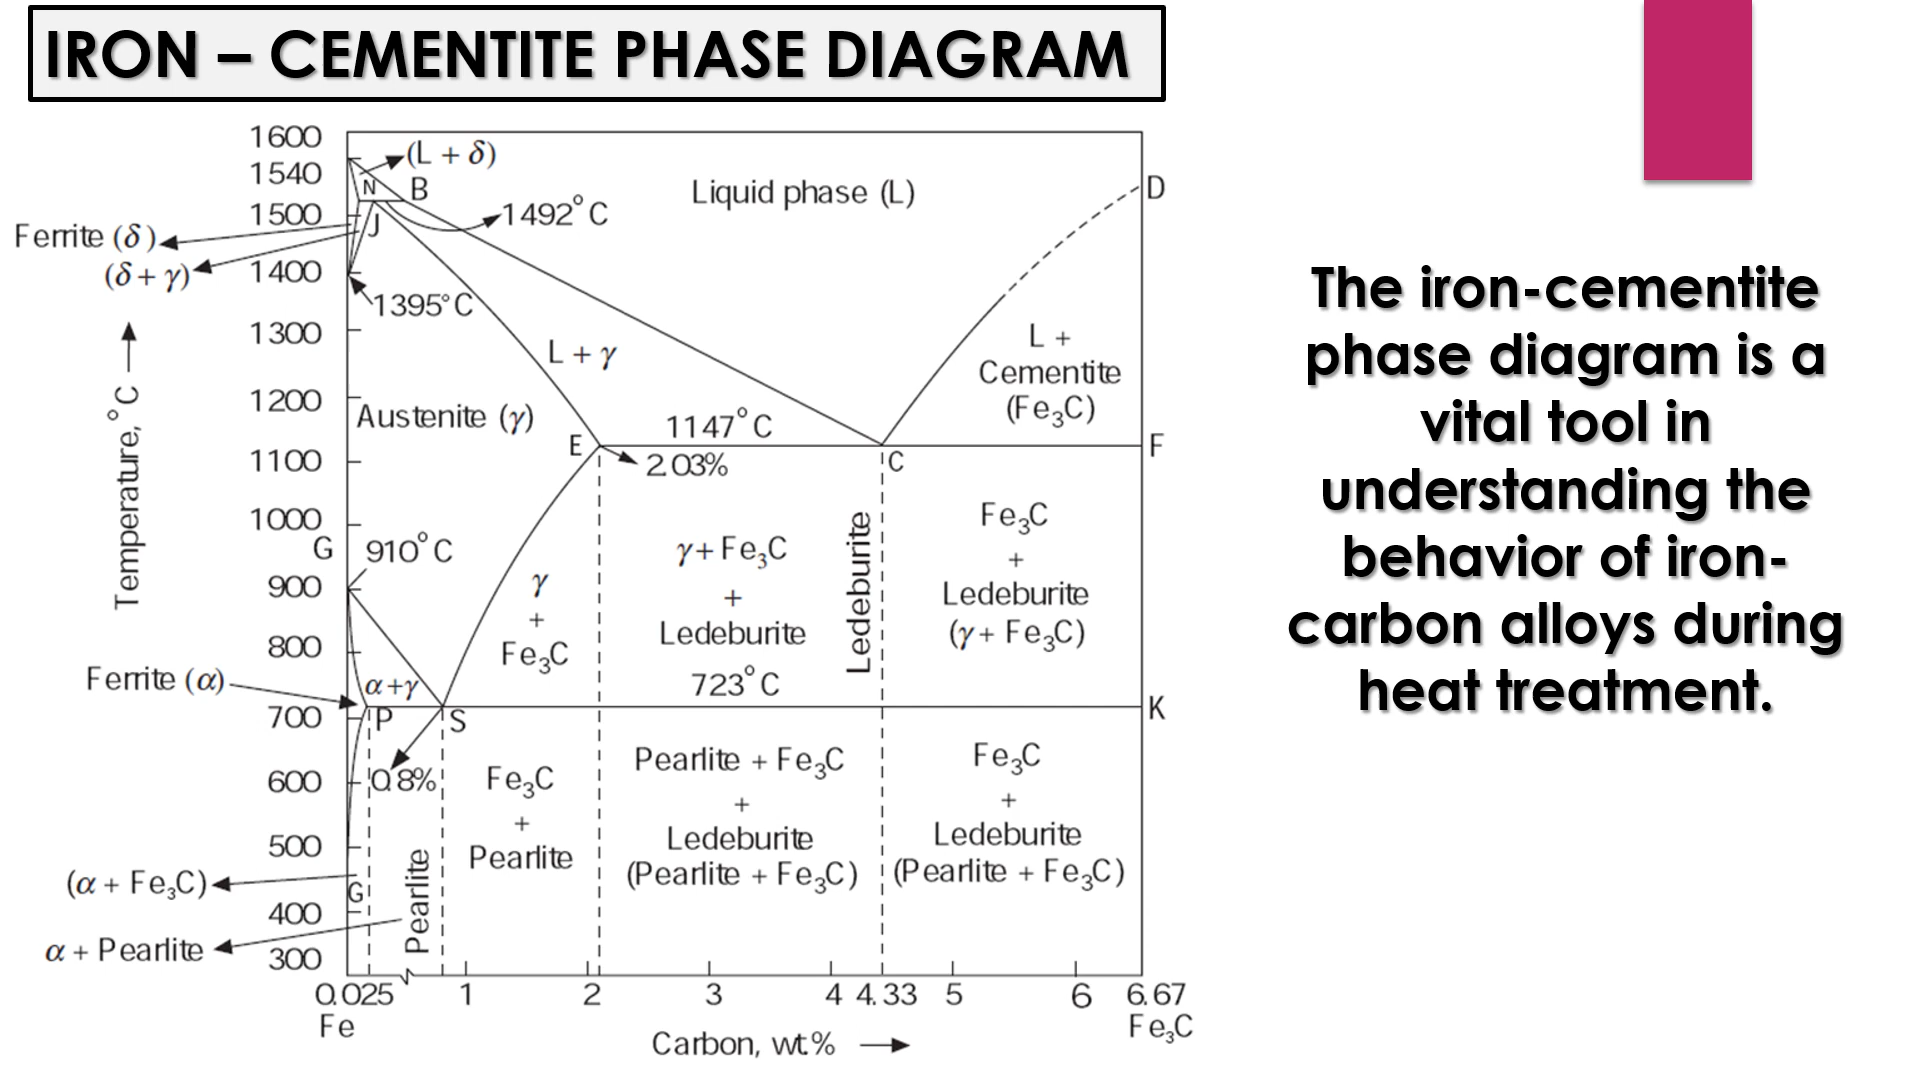 IRON – CEMENTITE PHASE DIAGRAM
1600
1540
1500
1400
1300
1200
1100
1000
900
800
700
600
500
400
300
Temperature, °C
(L + δ)
N
B
J
1492°C
Liquid phase (L)
D
Ferrite (δ)
(δ + γ)
1395°C
L + γ
L +
Cementite
(Fe₃C)
Austenite (γ)
E
1147°C
2.03%
C
F
G
910°C
γ
+
Fe₃C
γ + Fe₃C
+
Ledeburite
723°C
Ledeburite
Fe₃C
+
Ledeburite
(γ + Fe₃C)
Ferrite (α)
α + γ
P
S
K
0.8%
Fe₃C
+
Pearlite
Pearlite + Fe₃C
+
Ledeburite
(Pearlite + Fe₃C)
Fe₃C
+
Ledeburite
(Pearlite + Fe₃C)
(α + Fe₃C)
G
α + Pearlite
Pearlite
0.025 1 2 3 4 4.33 5 6 6.67
Fe Fe₃C
Carbon, wt.%
The iron-cementite
phase diagram is a
vital tool in
understanding the
behavior of iron-
carbon alloys during
heat treatment.